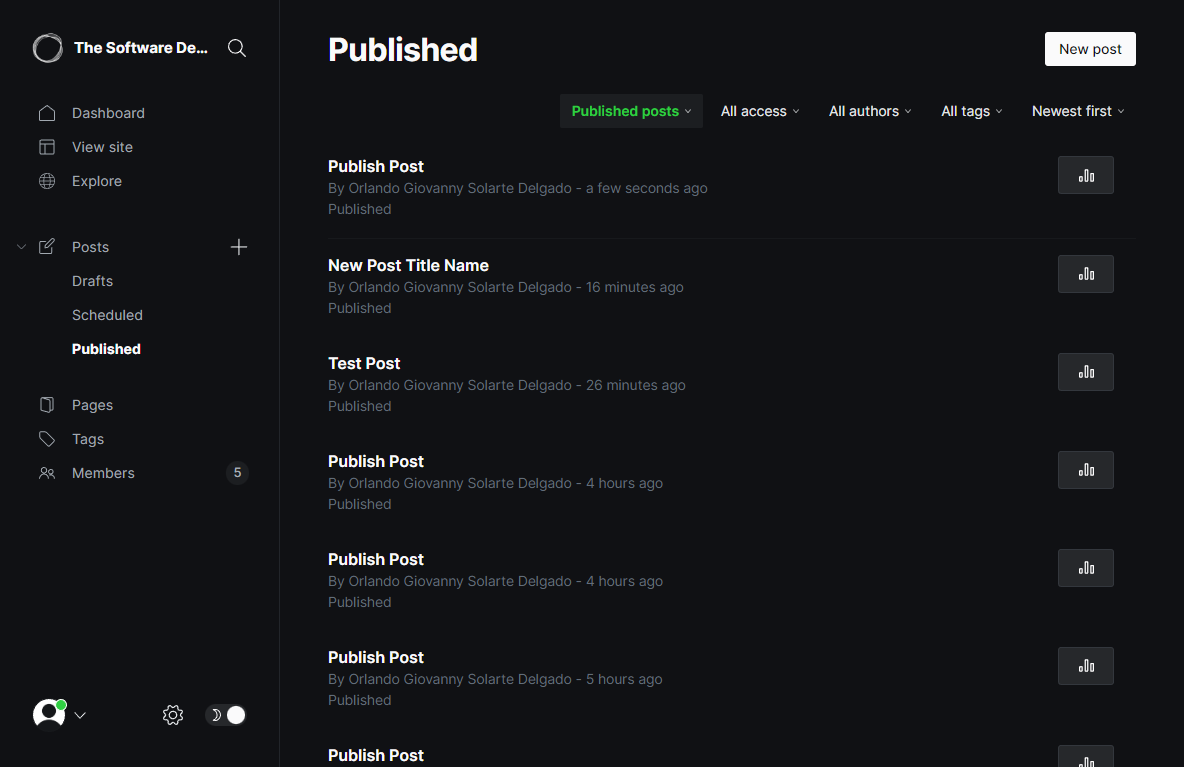 The Software De...
Dashboard
View site
Explore
Posts
Drafts
Scheduled
Published
Pages
Tags
Members
5
Published
New post
Published posts
All access
All authors
All tags
Newest first
Publish Post
By Orlando Giovanny Solarte Delgado - a few seconds ago
Published
New Post Title Name
By Orlando Giovanny Solarte Delgado - 16 minutes ago
Published
Test Post
By Orlando Giovanny Solarte Delgado - 26 minutes ago
Published
Publish Post
By Orlando Giovanny Solarte Delgado - 4 hours ago
Published
Publish Post
By Orlando Giovanny Solarte Delgado - 4 hours ago
Published
Publish Post
By Orlando Giovanny Solarte Delgado - 5 hours ago
Published
Publish Post